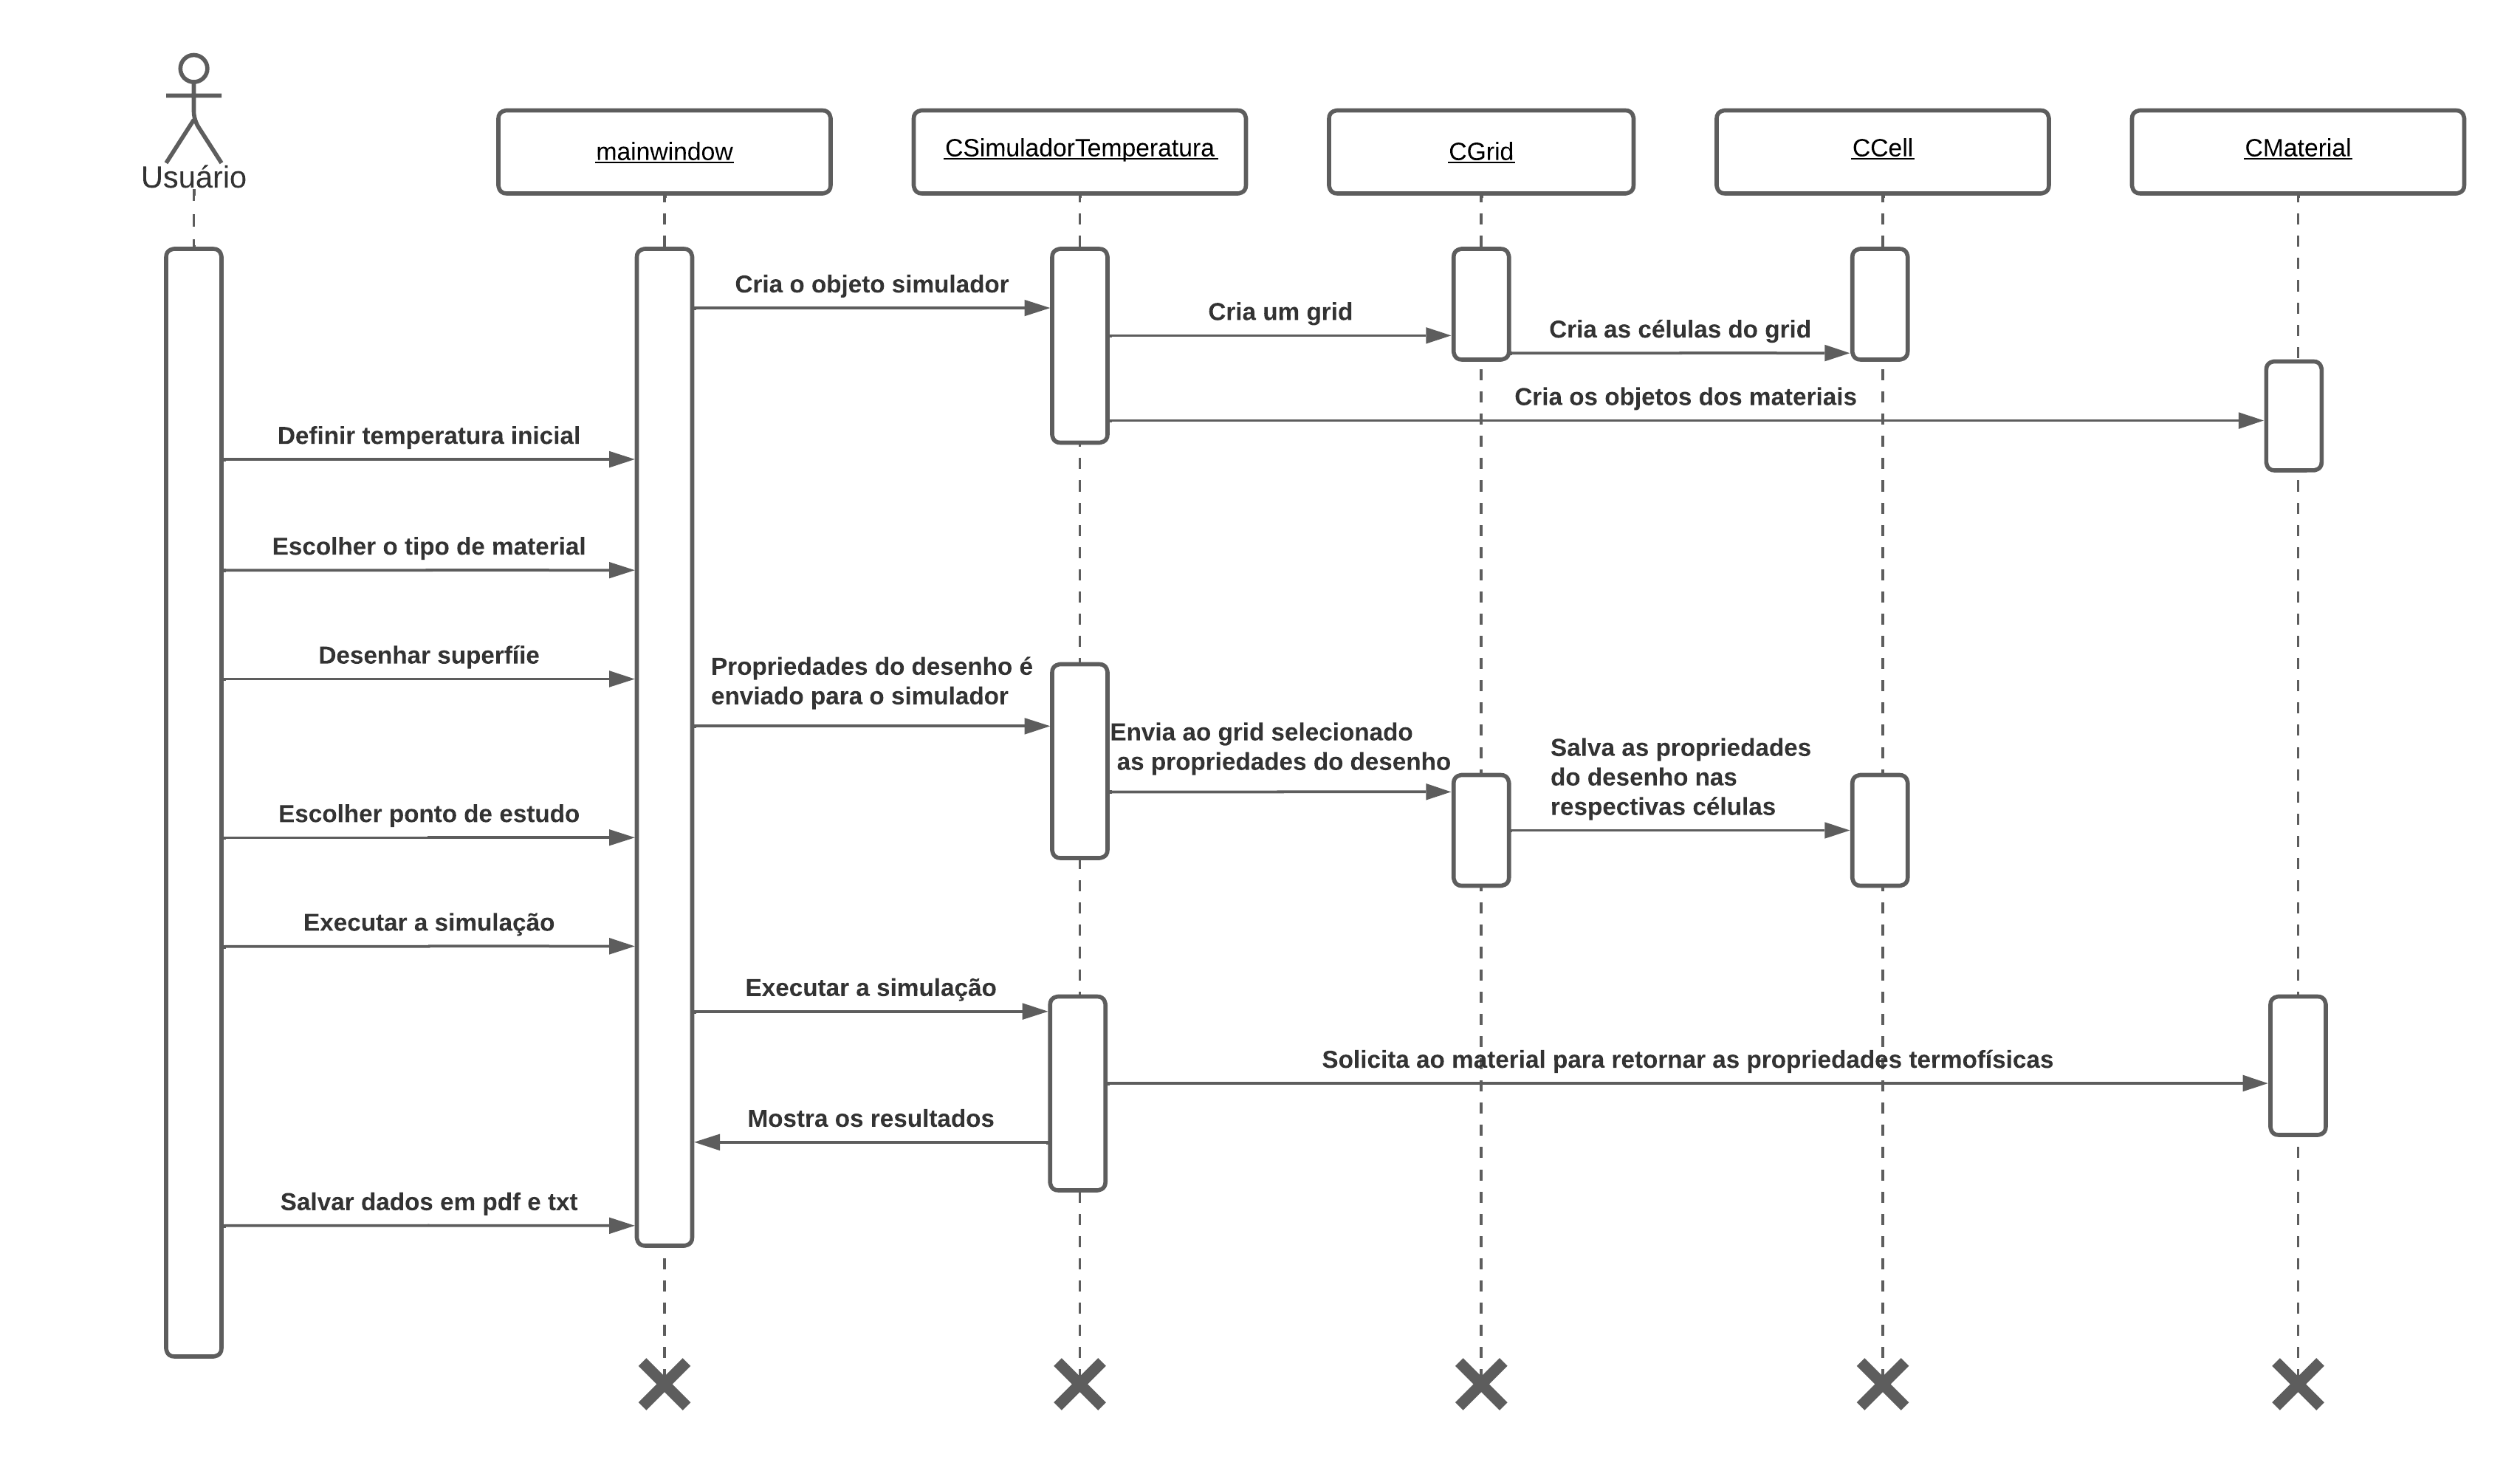 Usuário
mainwindow
CSimuladorTemperatura
CGrid
CCell
CMaterial
Cria o objeto simulador
Cria um grid
Cria as células do grid
Cria os objetos dos materiais
Definir temperatura inicial
Escolher o tipo de material
Desenhar superfíie
Propriedades do desenho é
enviado para o simulador
Envia ao grid selecionado
as propriedades do desenho
Salva as propriedades
do desenho nas
respectivas células
Escolher ponto de estudo
Executar a simulação
Executar a simulação
Solicita ao material para retornar as propriedades termofísicas
Mostra os resultados
Salvar dados em pdf e txt